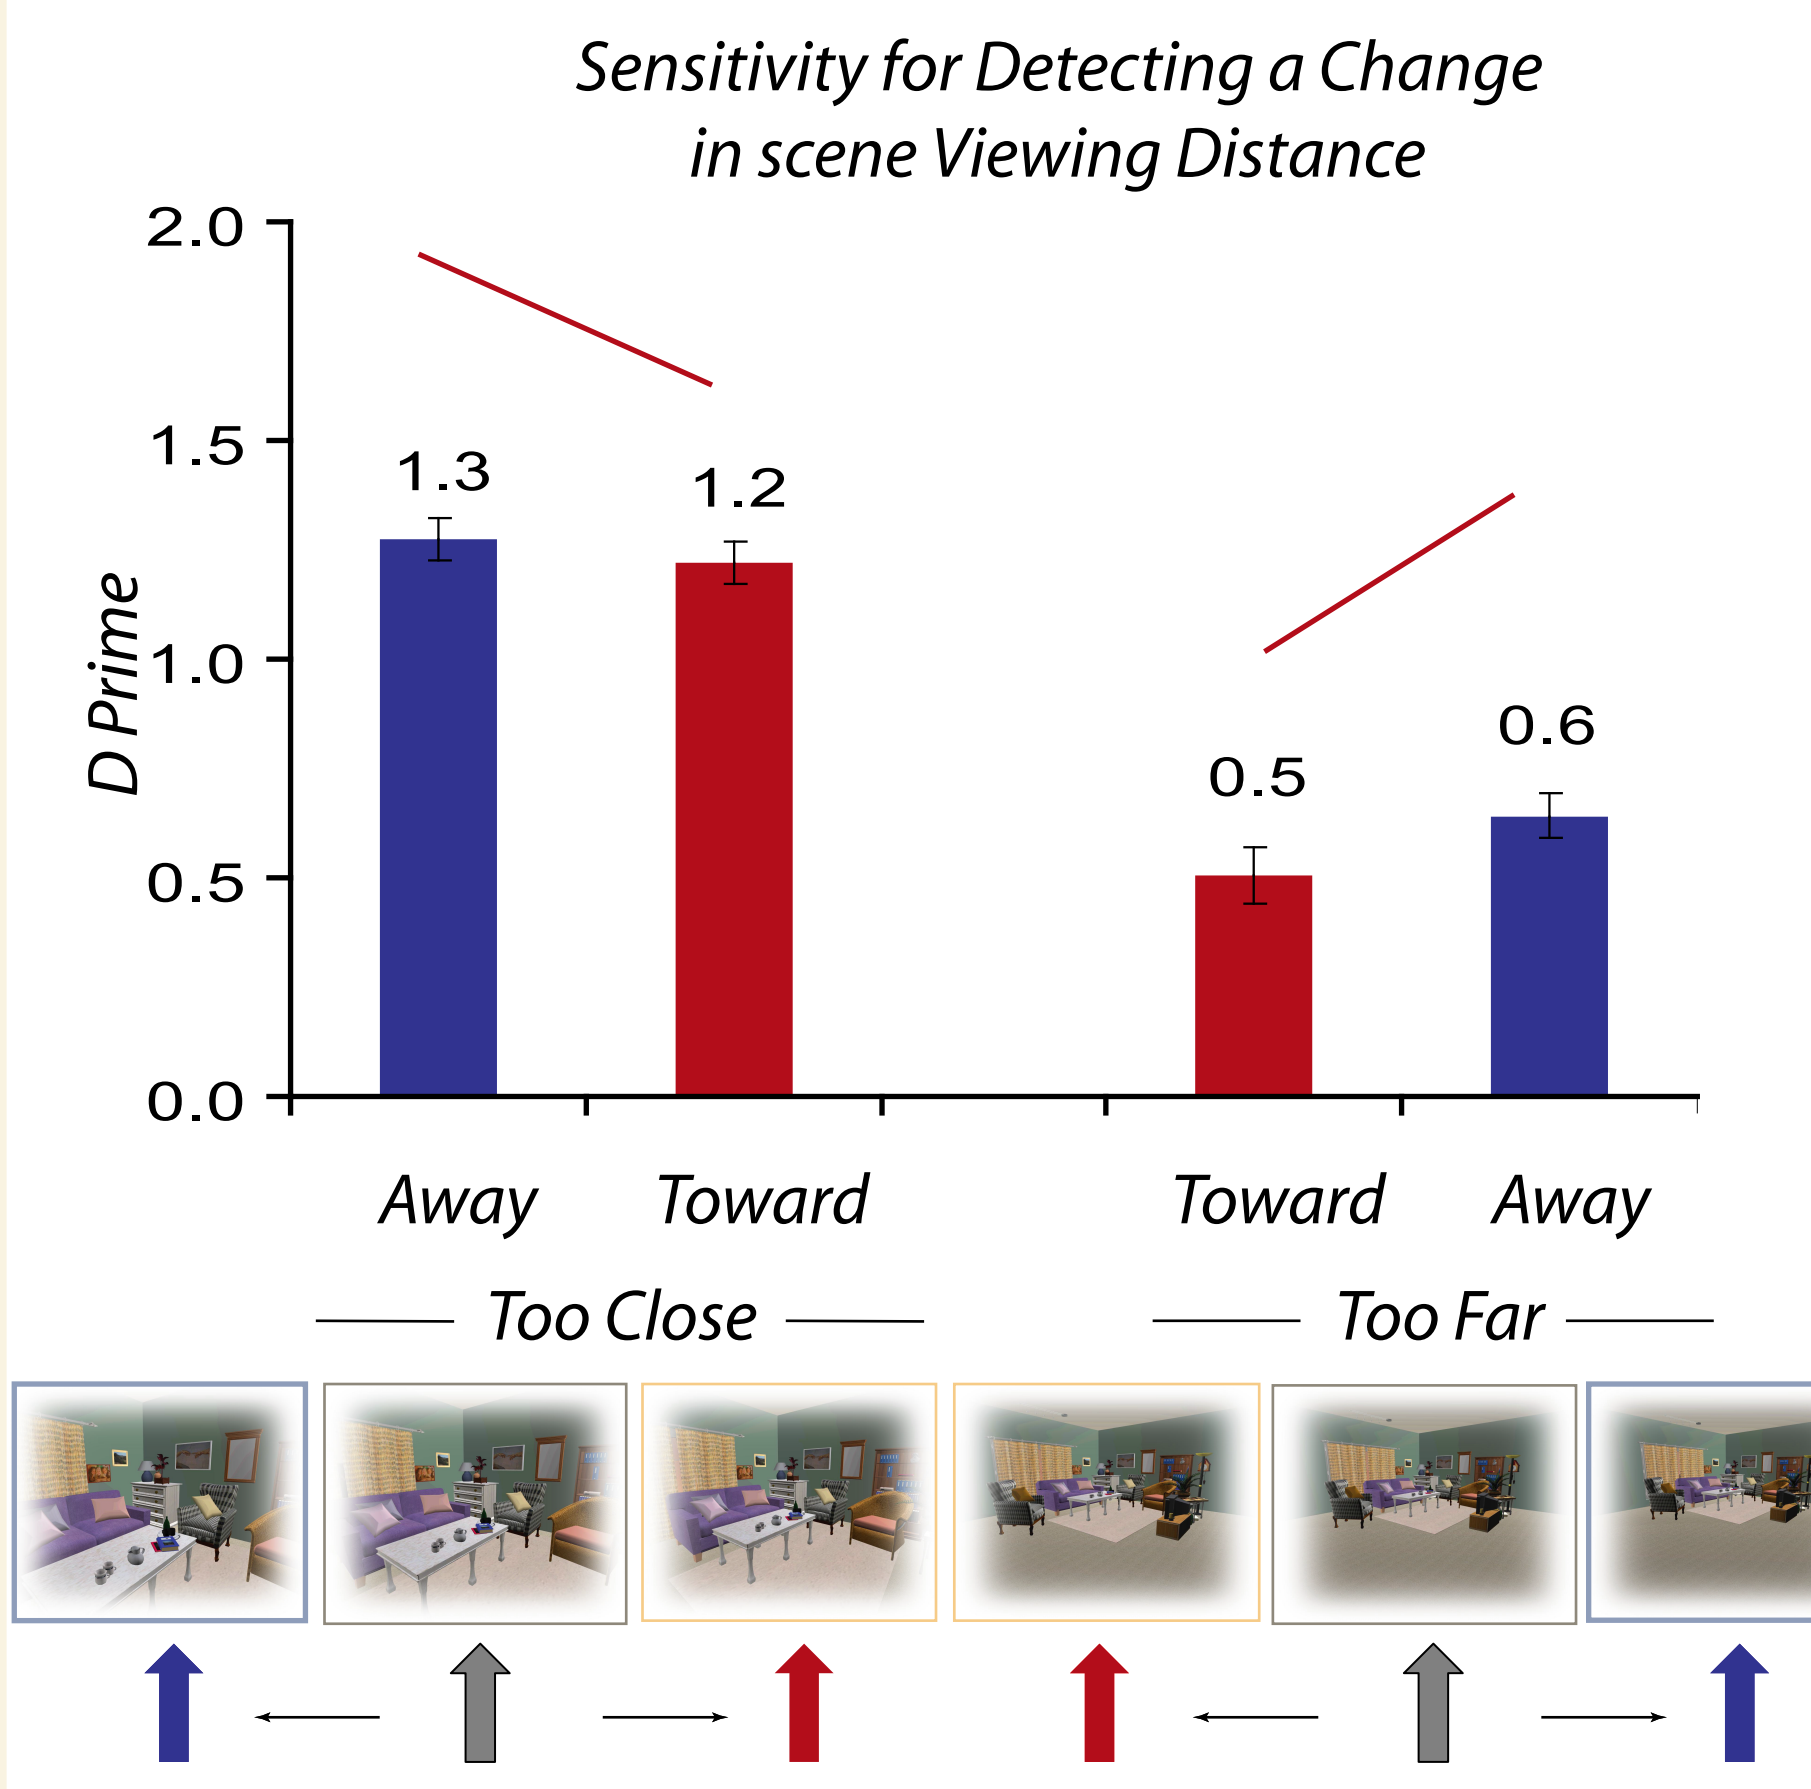 Sensitivity for Detecting a Change
in scene Viewing Distance
2.0
1.5
1.0
0.5
0.0
D Prime
1.3
1.2
0.5
0.6
Away Toward Toward Away
Too Close Too Far